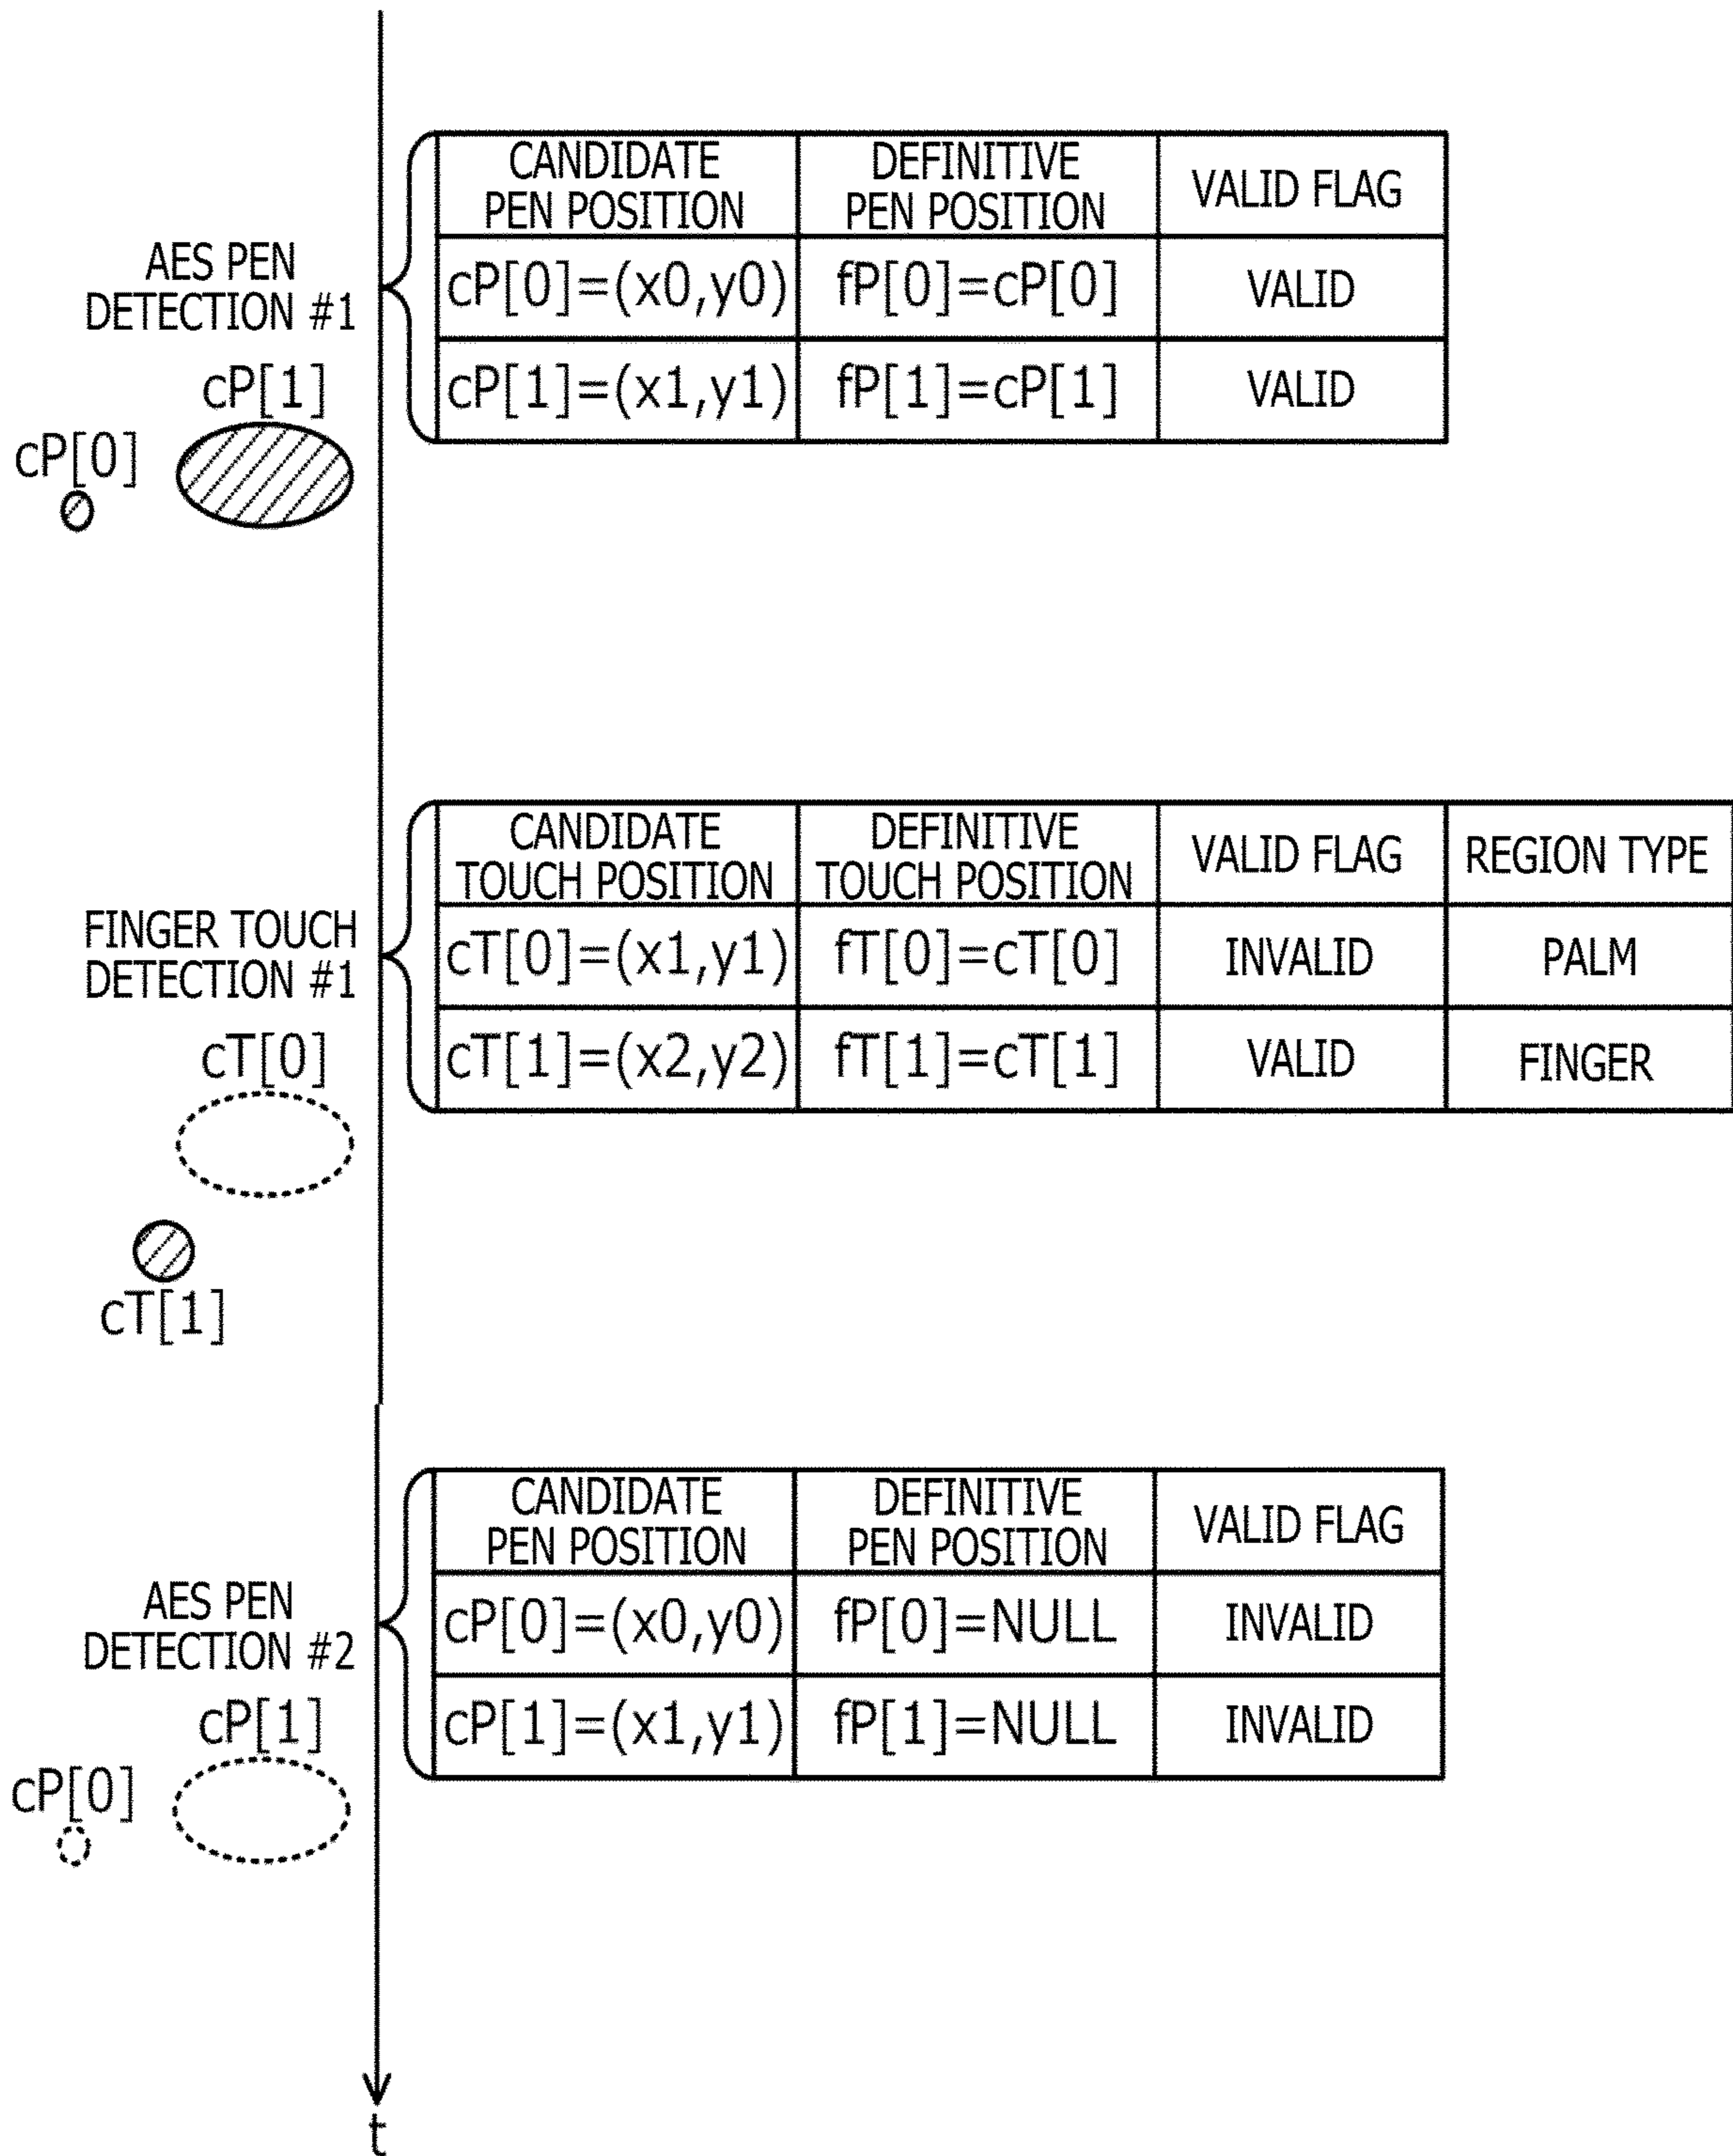 CANDIDATE
PEN POSITION
DEFINITIVE
PEN POSITION
VALID FLAG
AES PEN
DETECTION #1
cP[0]=(x0,y0)
fP[0]=cP[0]
VALID
cP[1]=(x1,y1)
fP[1]=cP[1]
VALID
cP[1]
cP[0]
CANDIDATE
TOUCH POSITION
DEFINITIVE
TOUCH POSITION
VALID FLAG
REGION TYPE
FINGER TOUCH
DETECTION #1
cT[0]=(x1,y1)
fT[0]=cT[0]
INVALID
PALM
cT[1]=(x2,y2)
fT[1]=cT[1]
VALID
FINGER
cT[0]
cT[1]
CANDIDATE
PEN POSITION
DEFINITIVE
PEN POSITION
VALID FLAG
AES PEN
DETECTION #2
cP[0]=(x0,y0)
fP[0]=NULL
INVALID
cP[1]=(x1,y1)
fP[1]=NULL
INVALID
cP[1]
cP[0]
t